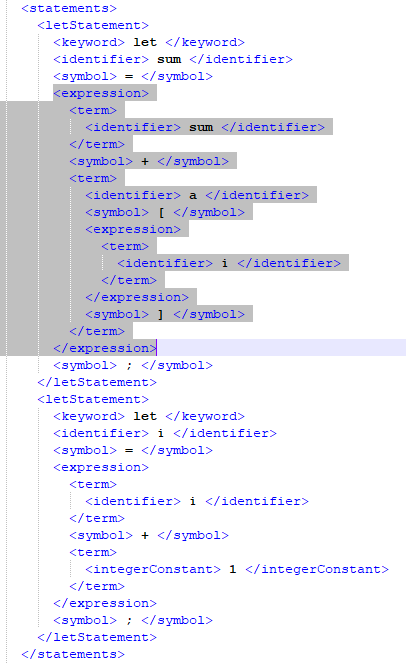 <statements>
<letStatement>
<keyword> let </keyword>
<identifier> sum </identifier>
<symbol> = </symbol>
<expression>
<term>
<identifier> sum </identifier>
</term>
<symbol> + </symbol>
<term>
<identifier> a </identifier>
<symbol> [ </symbol>
<expression>
<term>
<identifier> i </identifier>
</term>
</expression>
<symbol> ] </symbol>
</term>
</expression>
<symbol> ; </symbol>
</letStatement>
<letStatement>
<keyword> let </keyword>
<identifier> i </identifier>
<symbol> = </symbol>
<expression>
<term>
<identifier> i </identifier>
</term>
<symbol> + </symbol>
<term>
<integerConstant> 1 </integerConstant>
</term>
</expression>
<symbol> ; </symbol>
</letStatement>
</statements>